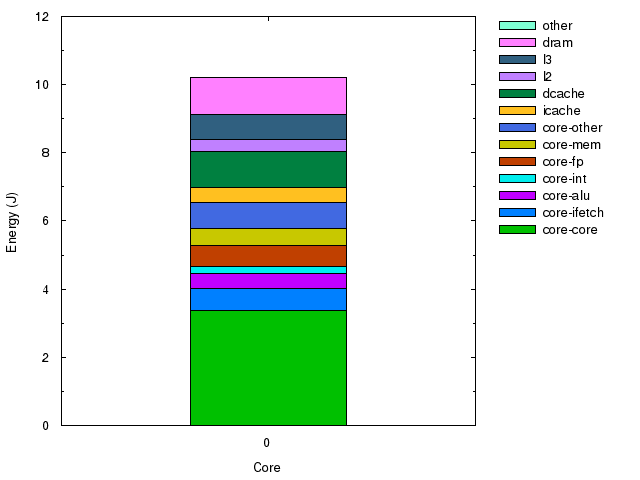 12
10
8
6
4
2
0
Energy (J)
0
Core
other
dram
l3
l2
dcache
icache
core-other
core-mem
core-fp
core-int
core-alu
core-ifetch
core-core